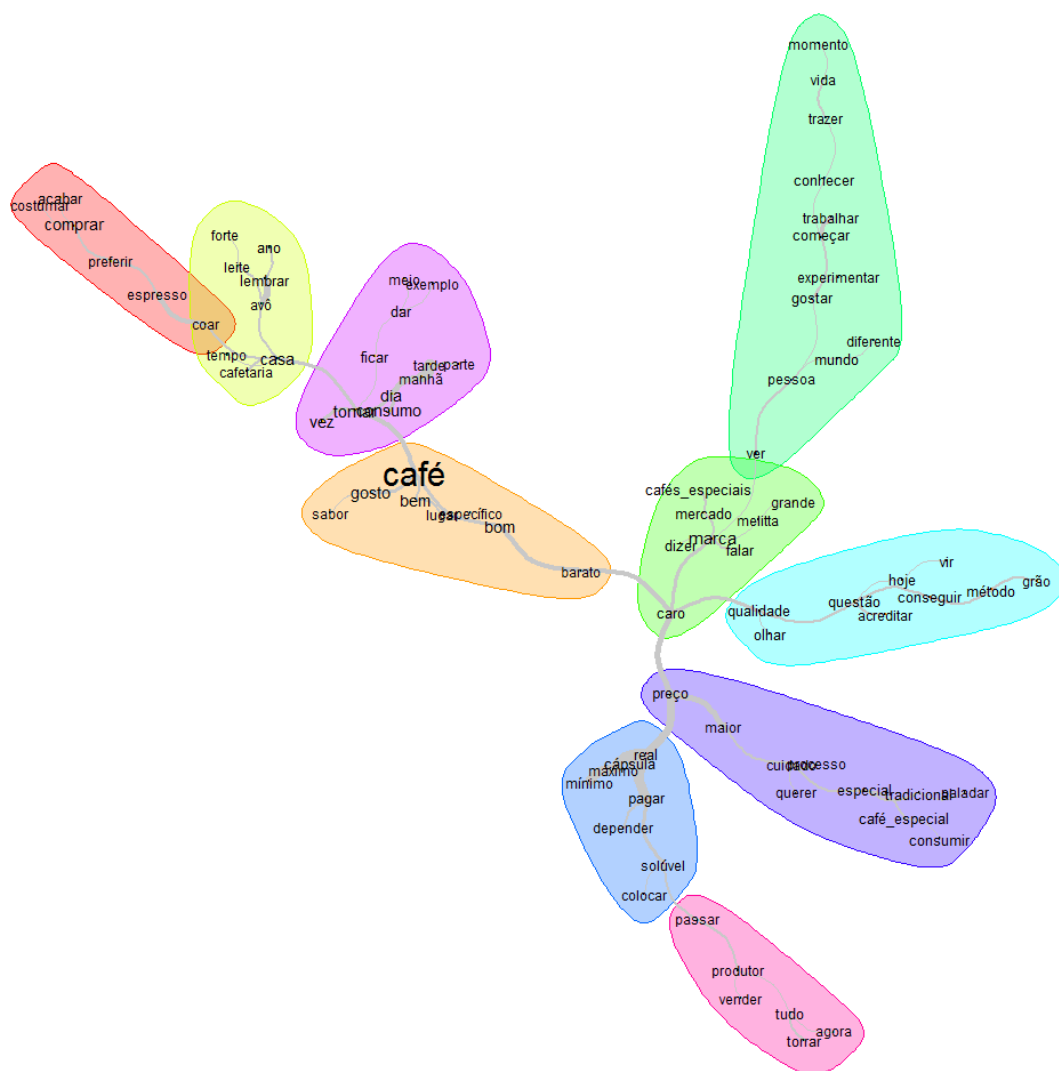 momento
vida
trazer
conhecer
trabalhar
começar
experimentar
gostar
diferente
mundo
pessoa
ver
acabar
costumar
comprar
preferir
espresso
coar
forte
ano
leite
lembrar
avô
tempo
casa
cafetaria
meio
exemplo
dar
ficar
tarde
parte
manhã
dia
tomar
consumo
vez
café
gosto
bem
sabor
lugar
específico
bom
barato
cafés_especiais
grande
mercado
melitta
marca
dizer
falar
caro
vir
hoje
grão
método
conseguir
questão
acreditar
qualidade
olhar
preço
maior
cuidado
processo
querer
especial
tradicional
paladar
café_especial
consumir
real
cápsula
máximo
mínimo
pagar
depender
solúvel
colocar
passar
produtor
vender
tudo
agora
torrar